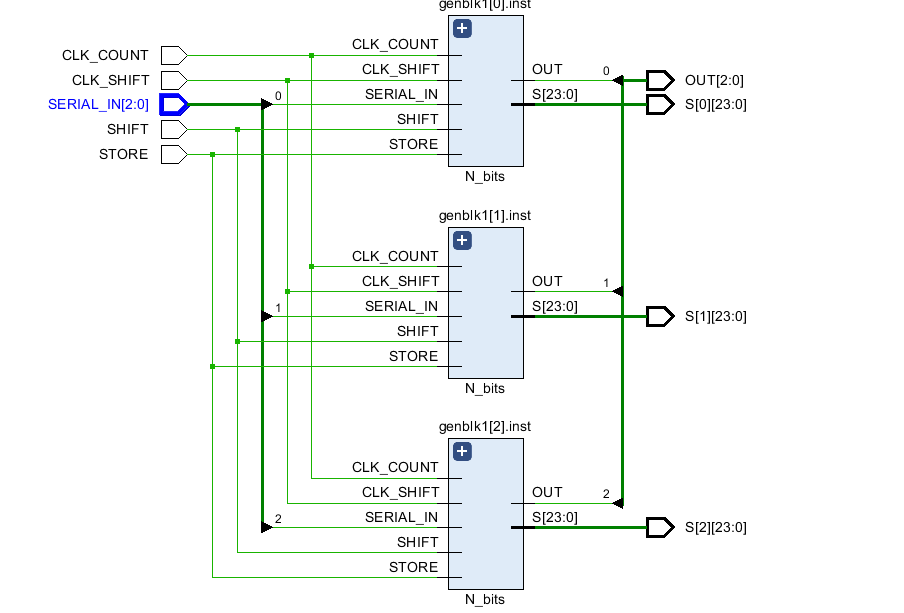 genblk1[0].inst
CLK_COUNT
CLK_SHIFT
SERIAL_IN[2:0]
SHIFT
STORE
0
CLK_COUNT
CLK_SHIFT
SERIAL_IN
SHIFT
STORE
OUT
S[23:0]
0
OUT[2:0]
S[0][23:0]
N_bits
genblk1[1].inst
1
CLK_COUNT
CLK_SHIFT
SERIAL_IN
SHIFT
STORE
OUT
S[23:0]
1
S[1][23:0]
N_bits
genblk1[2].inst
2
CLK_COUNT
CLK_SHIFT
SERIAL_IN
SHIFT
STORE
OUT
S[23:0]
2
S[2][23:0]
N_bits